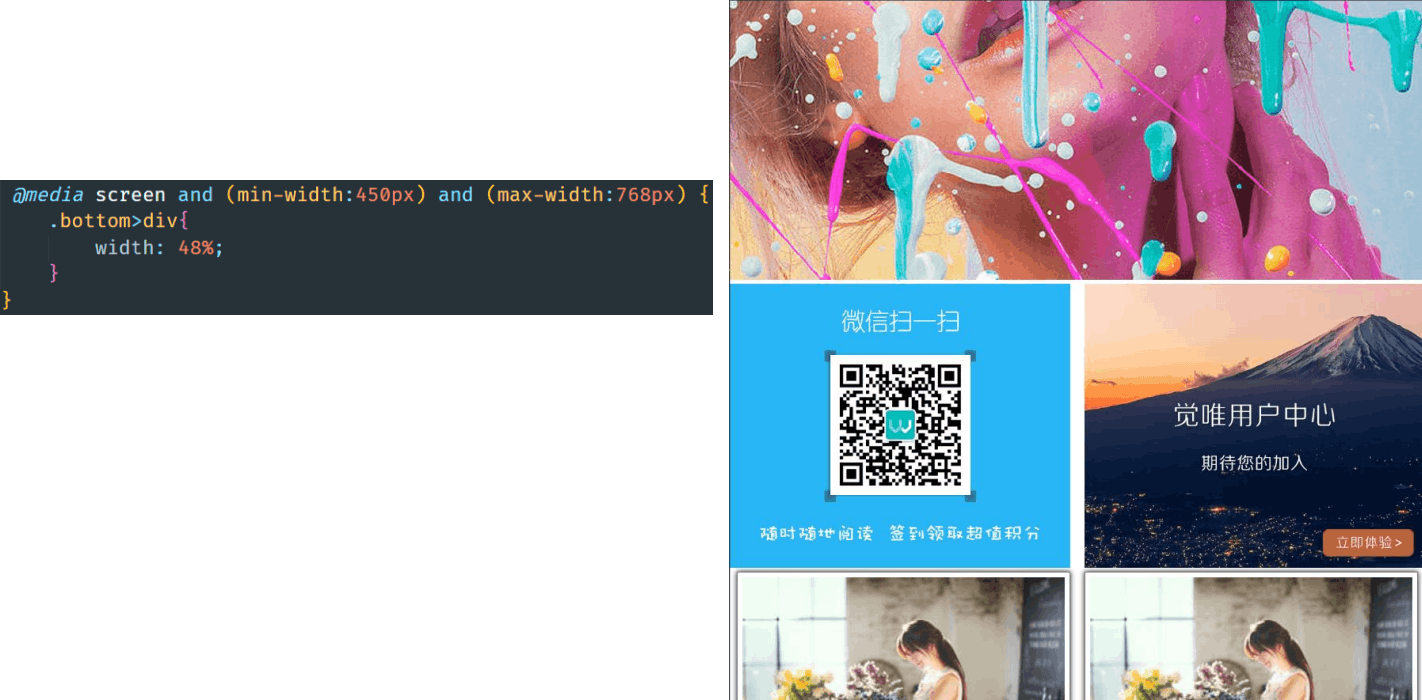 @media screen and (min-width:450px) and (max-width:768px) {
    .bottom>div{
        width: 48%;
    }
}
微信扫一扫
随时随地阅读 签到领取超值积分
觉唯用户中心
期待您的加入
立即体验>